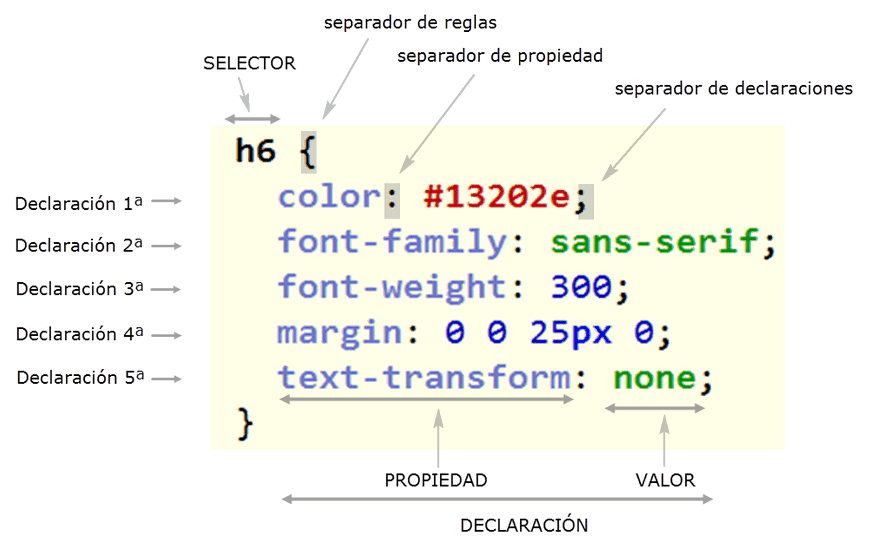 separador de reglas
separador de propiedad
SELECTOR
separador de declaraciones
h6 {
Declaración 1ª
color: #13202e;
Declaración 2ª
font-family: sans-serif;
Declaración 3ª
font-weight: 300;
Declaración 4ª
margin: 0 0 25px 0;
Declaración 5ª
text-transform: none;
}
PROPIEDAD
VALOR
DECLARACIÓN